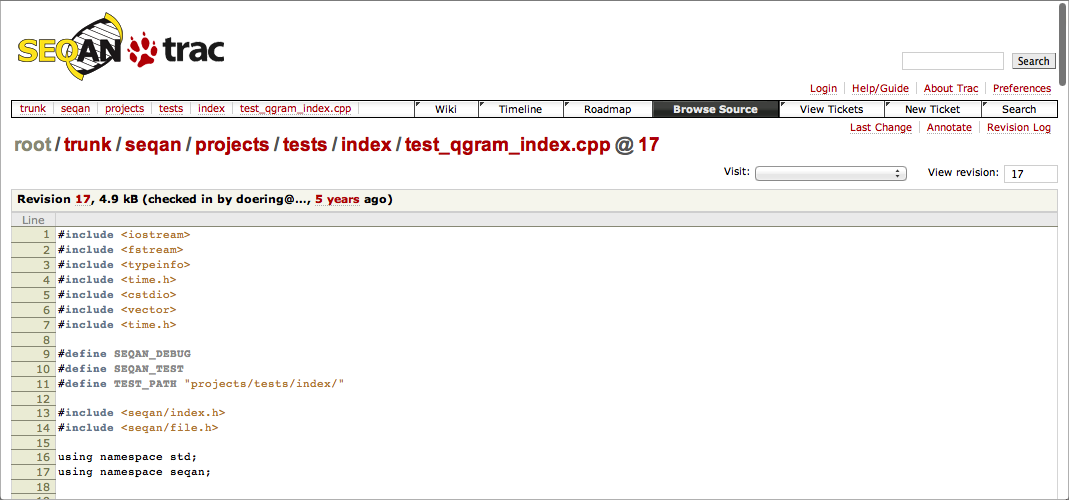 SEQAN trac
Search
Login Help/Guide About Trac Preferences
trunk seqan projects tests index test_qgram_index.cpp Wiki Timeline Roadmap Browse Source View Tickets New Ticket Search
Last Change Annotate Revision Log
root/trunk/seqan/projects/tests/index/test_qgram_index.cpp @ 17
Visit: View revision: 17
Revision 17, 4.9 kB (checked in by doering@..., 5 years ago)
Line
1 #include <iostream>
2 #include <fstream>
3 #include <typeinfo>
4 #include <time.h>
5 #include <cstdio>
6 #include <vector>
7 #include <time.h>
8
9 #define SEQAN_DEBUG
10 #define SEQAN_TEST
11 #define TEST_PATH "projects/tests/index/"
12
13 #include <seqan/index.h>
14 #include <seqan/file.h>
15
16 using namespace std;
17 using namespace seqan;
18